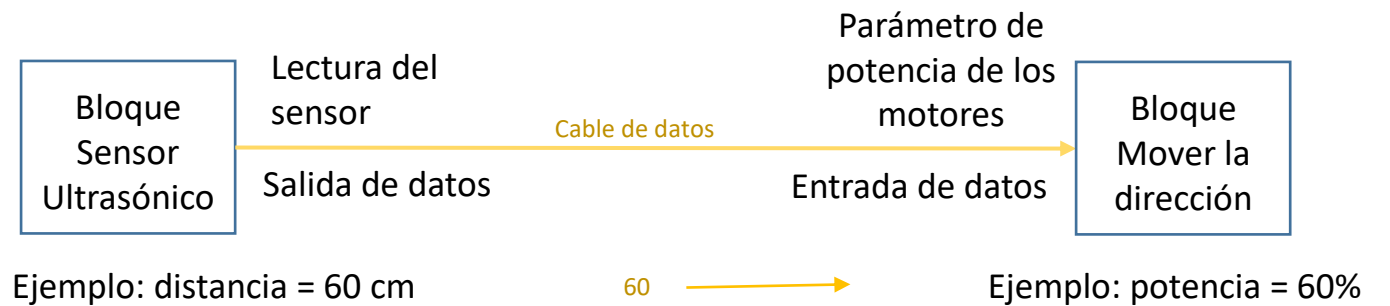 Bloque
Sensor
Ultrasónico
Lectura del
sensor
Salida de datos
Cable de datos
Parámetro de
potencia de los
motores
Entrada de datos
Bloque
Mover la
dirección
Ejemplo: distancia = 60 cm
60
Ejemplo: potencia = 60%